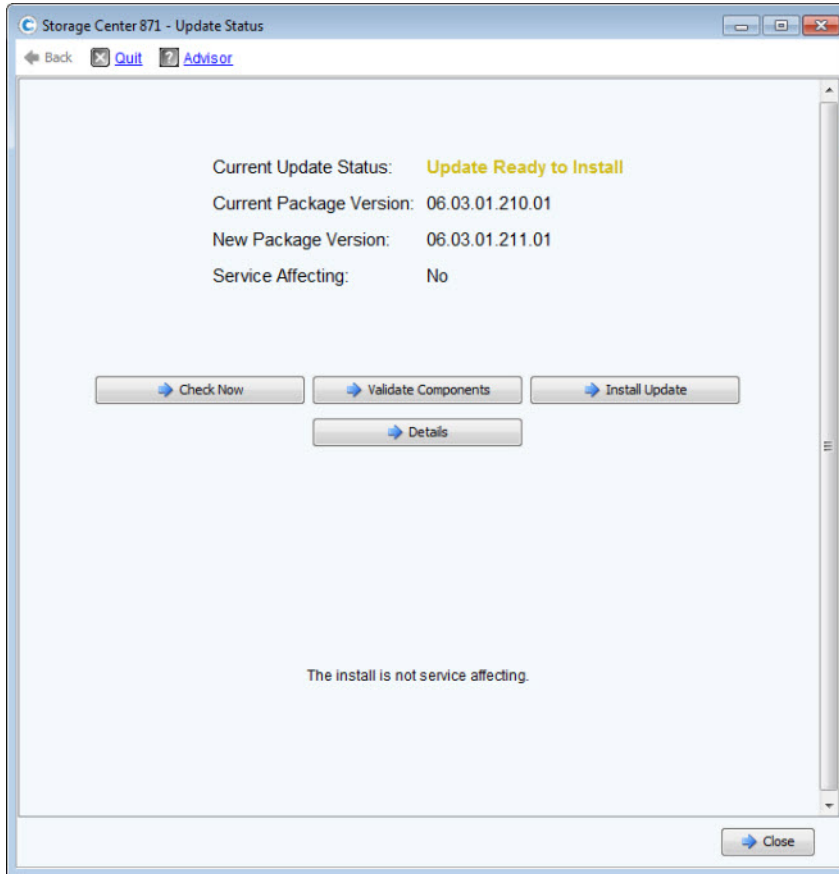 Storage Center 871 - Update Status
Back Quit Advisor
Current Update Status: Update Ready to Install
Current Package Version: 06.03.01.210.01
New Package Version: 06.03.01.211.01
Service Affecting: No
Check Now Validate Components Install Update
Details
The install is not service affecting.
Close